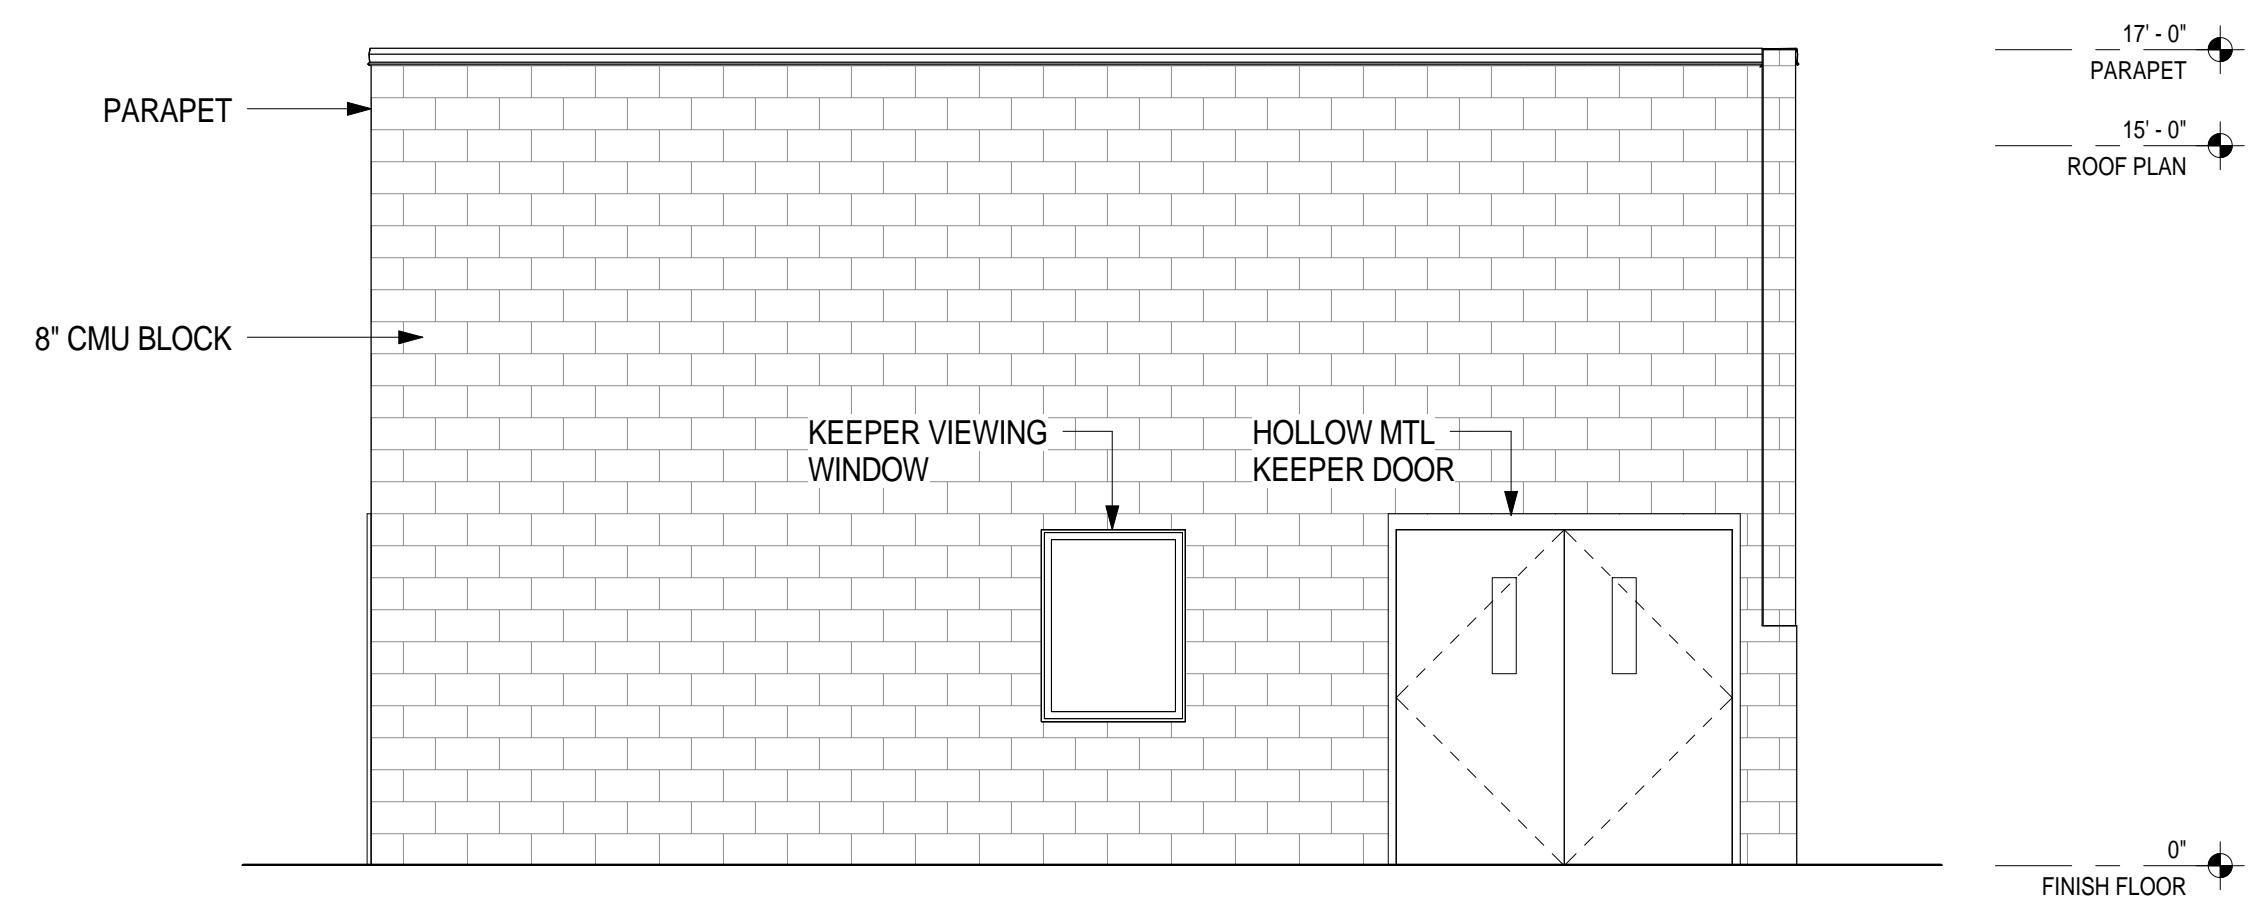 17' - 0"
PARAPET
PARAPET
15' - 0"
ROOF PLAN
8" CMU BLOCK
KEEPER VIEWING
WINDOW
HOLLOW MTL
KEEPER DOOR
0"
FINISH FLOOR